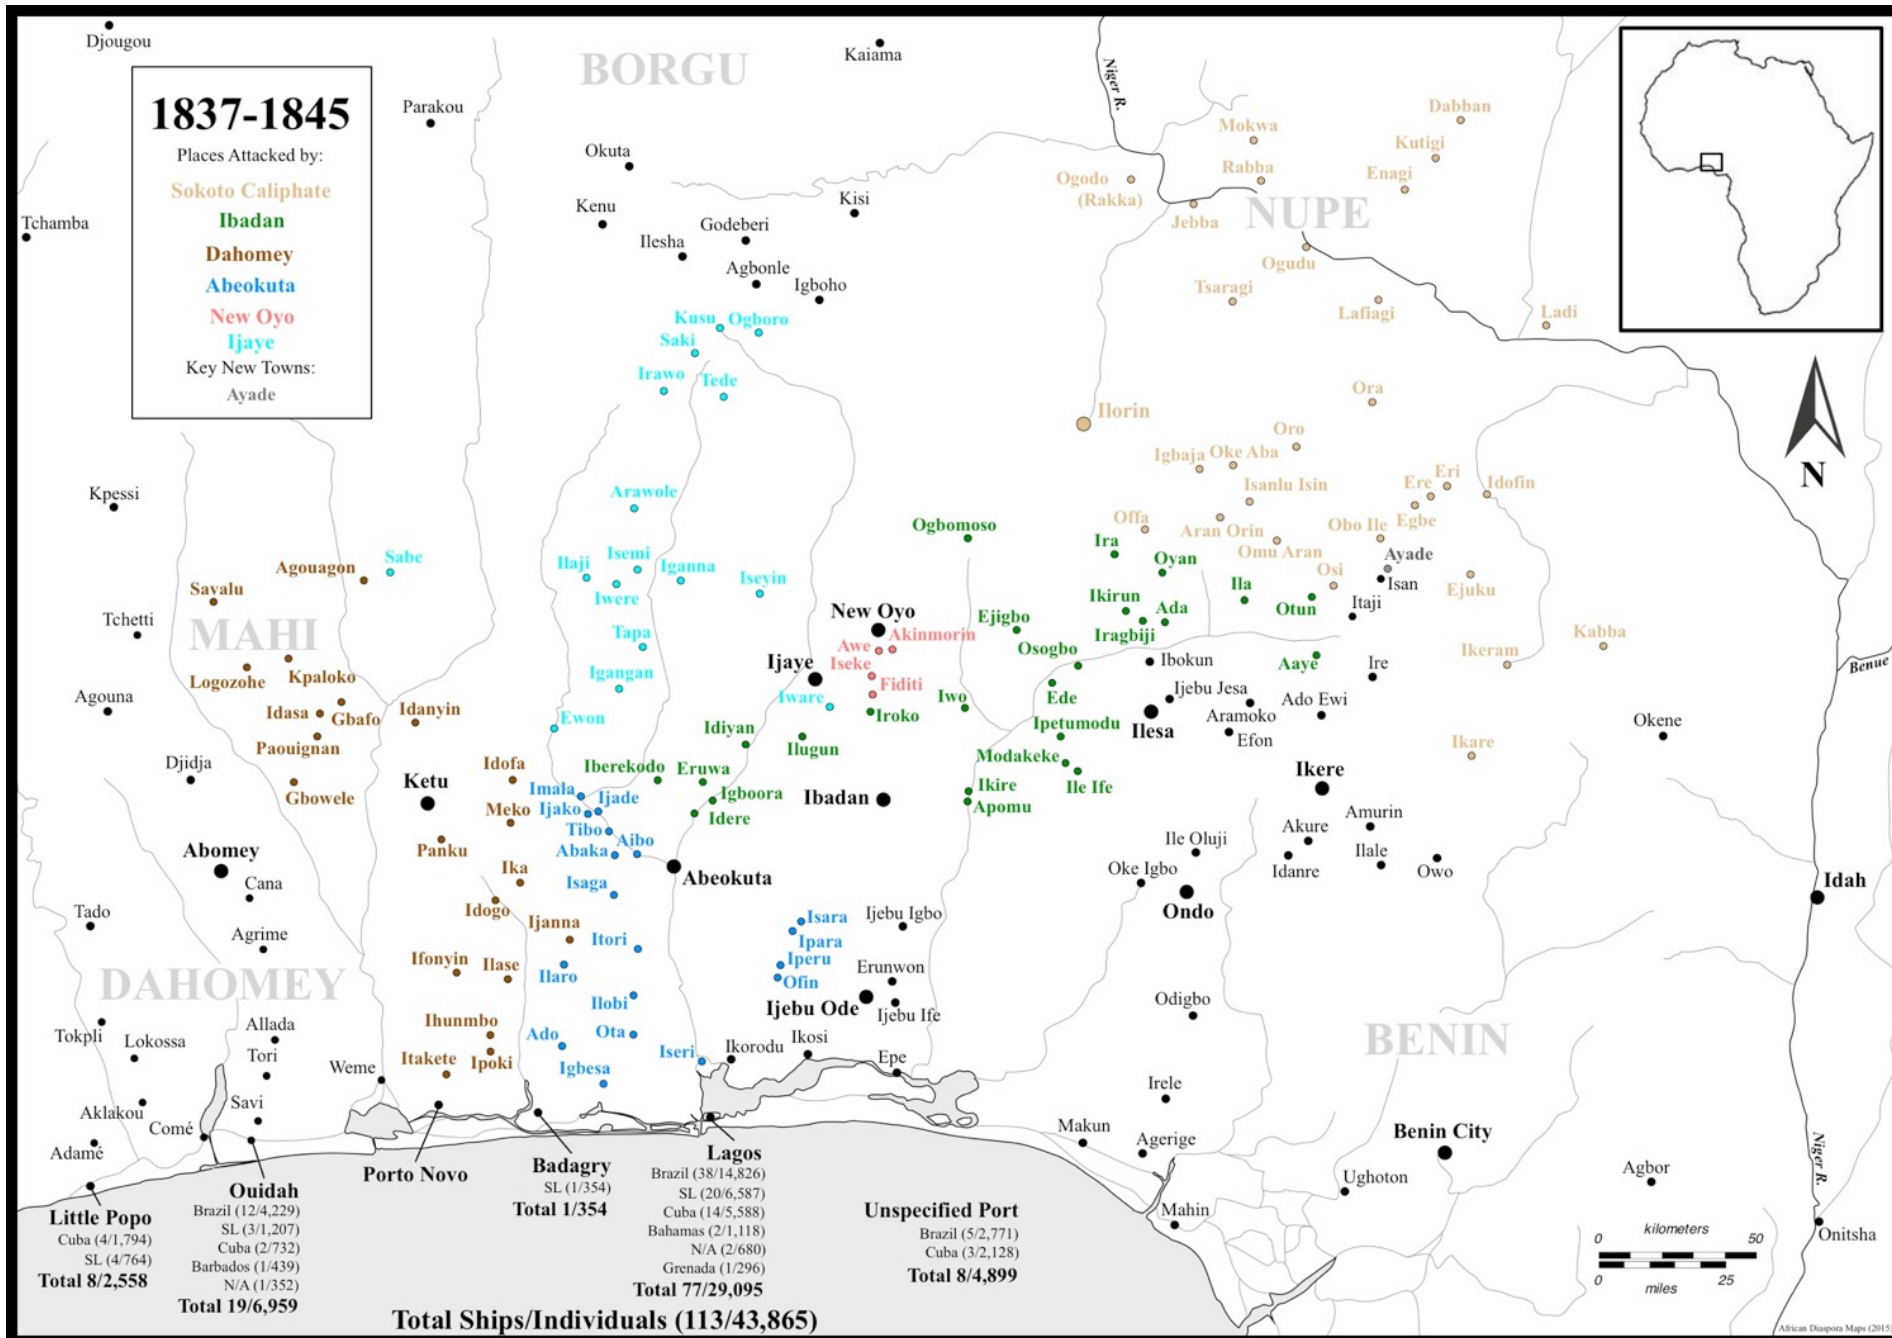 Djougou
BORGU
Kaiama
1837-1845
Places Attacked by:
Sokoto Caliphate
Ibadan
Dahomey
Abeokuta
New Oyo
Ijaye
Key New Towns:
Ayade
Parakou
Niger R.
Dabban
Mokwa
Kutigi
Okuta
Rabba
Enagi
Ogodo
(Rakka)
Kisi
Kenu
Jebba
NUPE
Tchamba
Godeberi
Ilesha
Ogudu
Agbonle
Igboho
Tsaragi
Lafiagi
Ladi
Kusu
Ogboro
Saki
Irawo
Tede
Ora
Ilorin
Oro
N
Igbaja
Oke Aba
Eri
Ere
Idofin
Kpessi
Arawole
Isanlu Isin
Offa
Aran Orin
Obo Ile
Egbe
Ogbomoso
Ira
Omu Aran
Ayade
Sabe
Agouagon
Isemi
Ilaji
Iganna
Iseyin
Oyan
Osi
Isan
Savalu
Iwere
Ila
Otun
Ejuku
Itaji
Ikirun
Ada
New Oyo
Ejigbo
Tchetti
MAHI
Tapa
Akinmorin
Awe
Iragbiji
Kabba
Osogbo
Ijaye
Iseke
Ibokun
Aaye
Ire
Ikeram
Benue
Logozohe
Kpaloko
Igangan
Fiditi
Agouna
Iware
Iwo
Ede
Ijebu Jesa
Ado Ewi
Idasa
Gbafo
Idanyin
Ewon
Iroko
Ipetumodu
Ilesa
Aramoko
Okene
Idiyan
Efon
Paouignan
Ilugun
Modakeke
Ikare
Djidja
Idofa
Iberekodo
Eruwa
Ikere
Ketu
Imala
Ijade
Igboora
Ibadan
Ikire
Ile Ife
Gbowele
Meko
Ijako
Idere
Apomu
Amurin
Tibo
Aibo
Akure
Abomey
Panku
Abaka
Ile Oluji
Ilale
Ika
Abeokuta
Oke Igbo
Idanre
Owo
Cana
Isaga
Idah
Tado
Idogo
Ondo
Ijebu Igbo
Isara
Agrime
Ijanna
Itori
Ipara
Ifonyin
Ilase
Iperu
Erunwon
DAHOMEY
Ilaro
Ofin
Ilobi
Ijebu Ode
Odigbo
Ijebu Ife
Tokpli
Allada
Ihunmbo
Lokossa
Ado
Ota
BENIN
Tori
Itakete
Ipoki
Iseri
Ikorodu
Ikosi
Weme
Igbesa
Epe
Irele
Aklakou
Savi
Comé
Makun
Agerige
Benin City
Adamé
Niger R.
Agbor
Ughoton
Mahin
Onitsha
Little Popo
Cuba (4/1,794)
SL (4/764)
Total 8/2,558
Ouidah
Brazil (12/4,229)
SL (3/1,207)
Cuba (2/732)
Barbados (1/439)
N/A (1/352)
Total 19/6,959
Porto Novo
Badagry
SL (1/354)
Total 1/354
Lagos
Brazil (38/14,826)
SL (20/6,587)
Cuba (14/5,588)
Bahamas (2/1,118)
N/A (2/680)
Grenada (1/296)
Total 77/29,095
Unspecified Port
Brazil (5/2,771)
Cuba (3/2,128)
Total 8/4,899
kilometers
0 50
0 25
miles
Total Ships/Individuals (113/43,865)
African Diaspora Maps (2015)